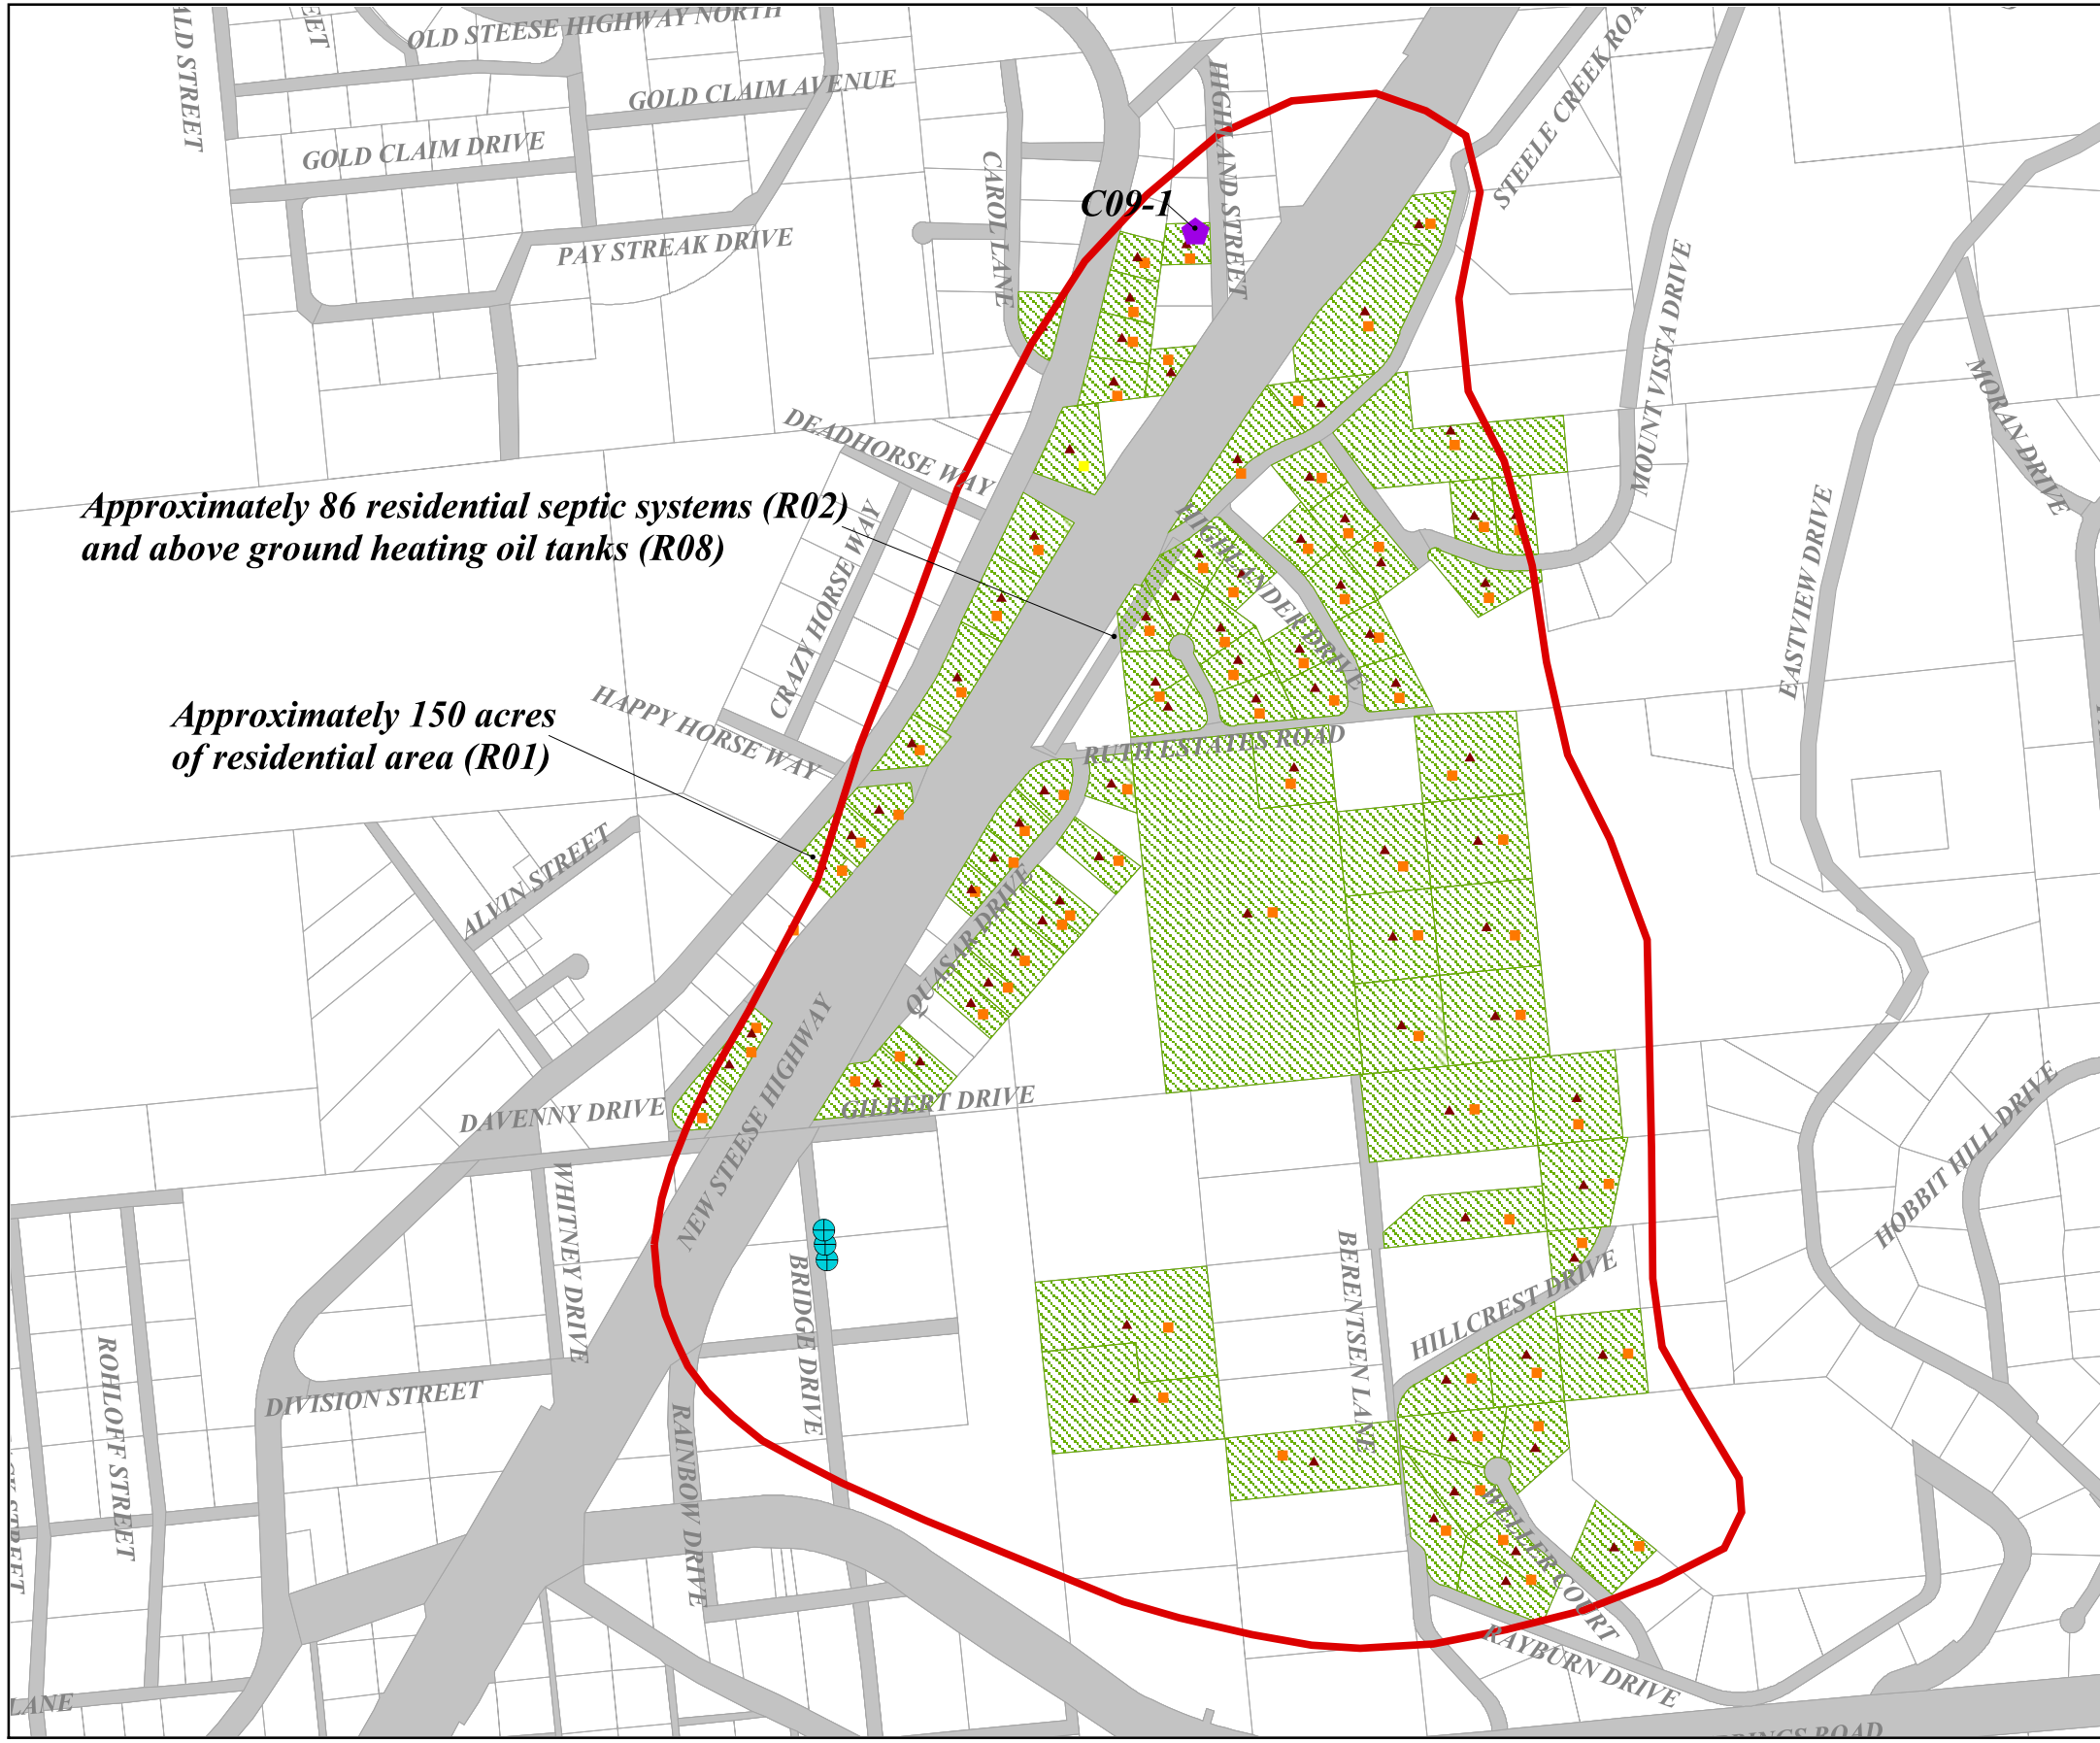 OLD STEESE HIGHWAY NORTH
GOLD CLAIM AVENUE
GOLD CLAIM DRIVE
PAY STREAK DRIVE
CAROL LANE
HIGHLAND STREET
C09-1
MOUNT VISTA DRIVE
MORAN DRIVE
EASTVIEW DRIVE
DEADHORSE WAY
CRAZY HORSE WAY
HAPPY HORSE WAY
Approximately 86 residential septic systems (R02)
and above ground heating oil tanks (R08)
HIGHLANDER DRIVE
RUTH ESTATES ROAD
Approximately 150 acres
of residential area (R01)
ALVIN STREET
QUASAR DRIVE
NEW STEESE HIGHWAY
DAVENNY DRIVE
GILBERT DRIVE
HOBBIT HILL DRIVE
WHITNEY DRIVE
BRIDGE DRIVE
BERENTSEN LANE
HILLCREST DRIVE
ROHLOFF STREET
DIVISION STREET
RAINBOW DRIVE
WELLER COURT
RAYBURN DRIVE
LANE
STREET
STEELE CREEK
ROAD